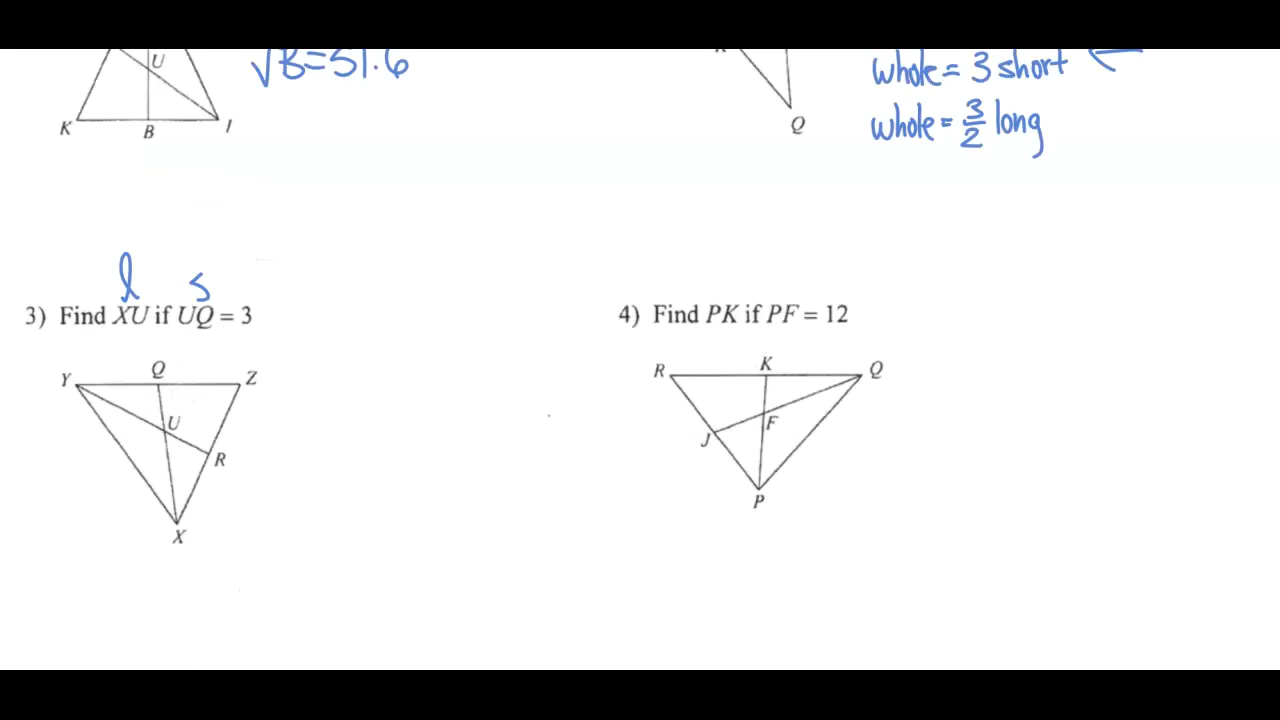 U
√B=51.6
K
B
I
Q
whole = 3 short
whole = 3/2 long
l s
3) Find XU if UQ = 3
4) Find PK if PF = 12
Y
Q
Z
U
R
X
R
K
Q
J
F
P